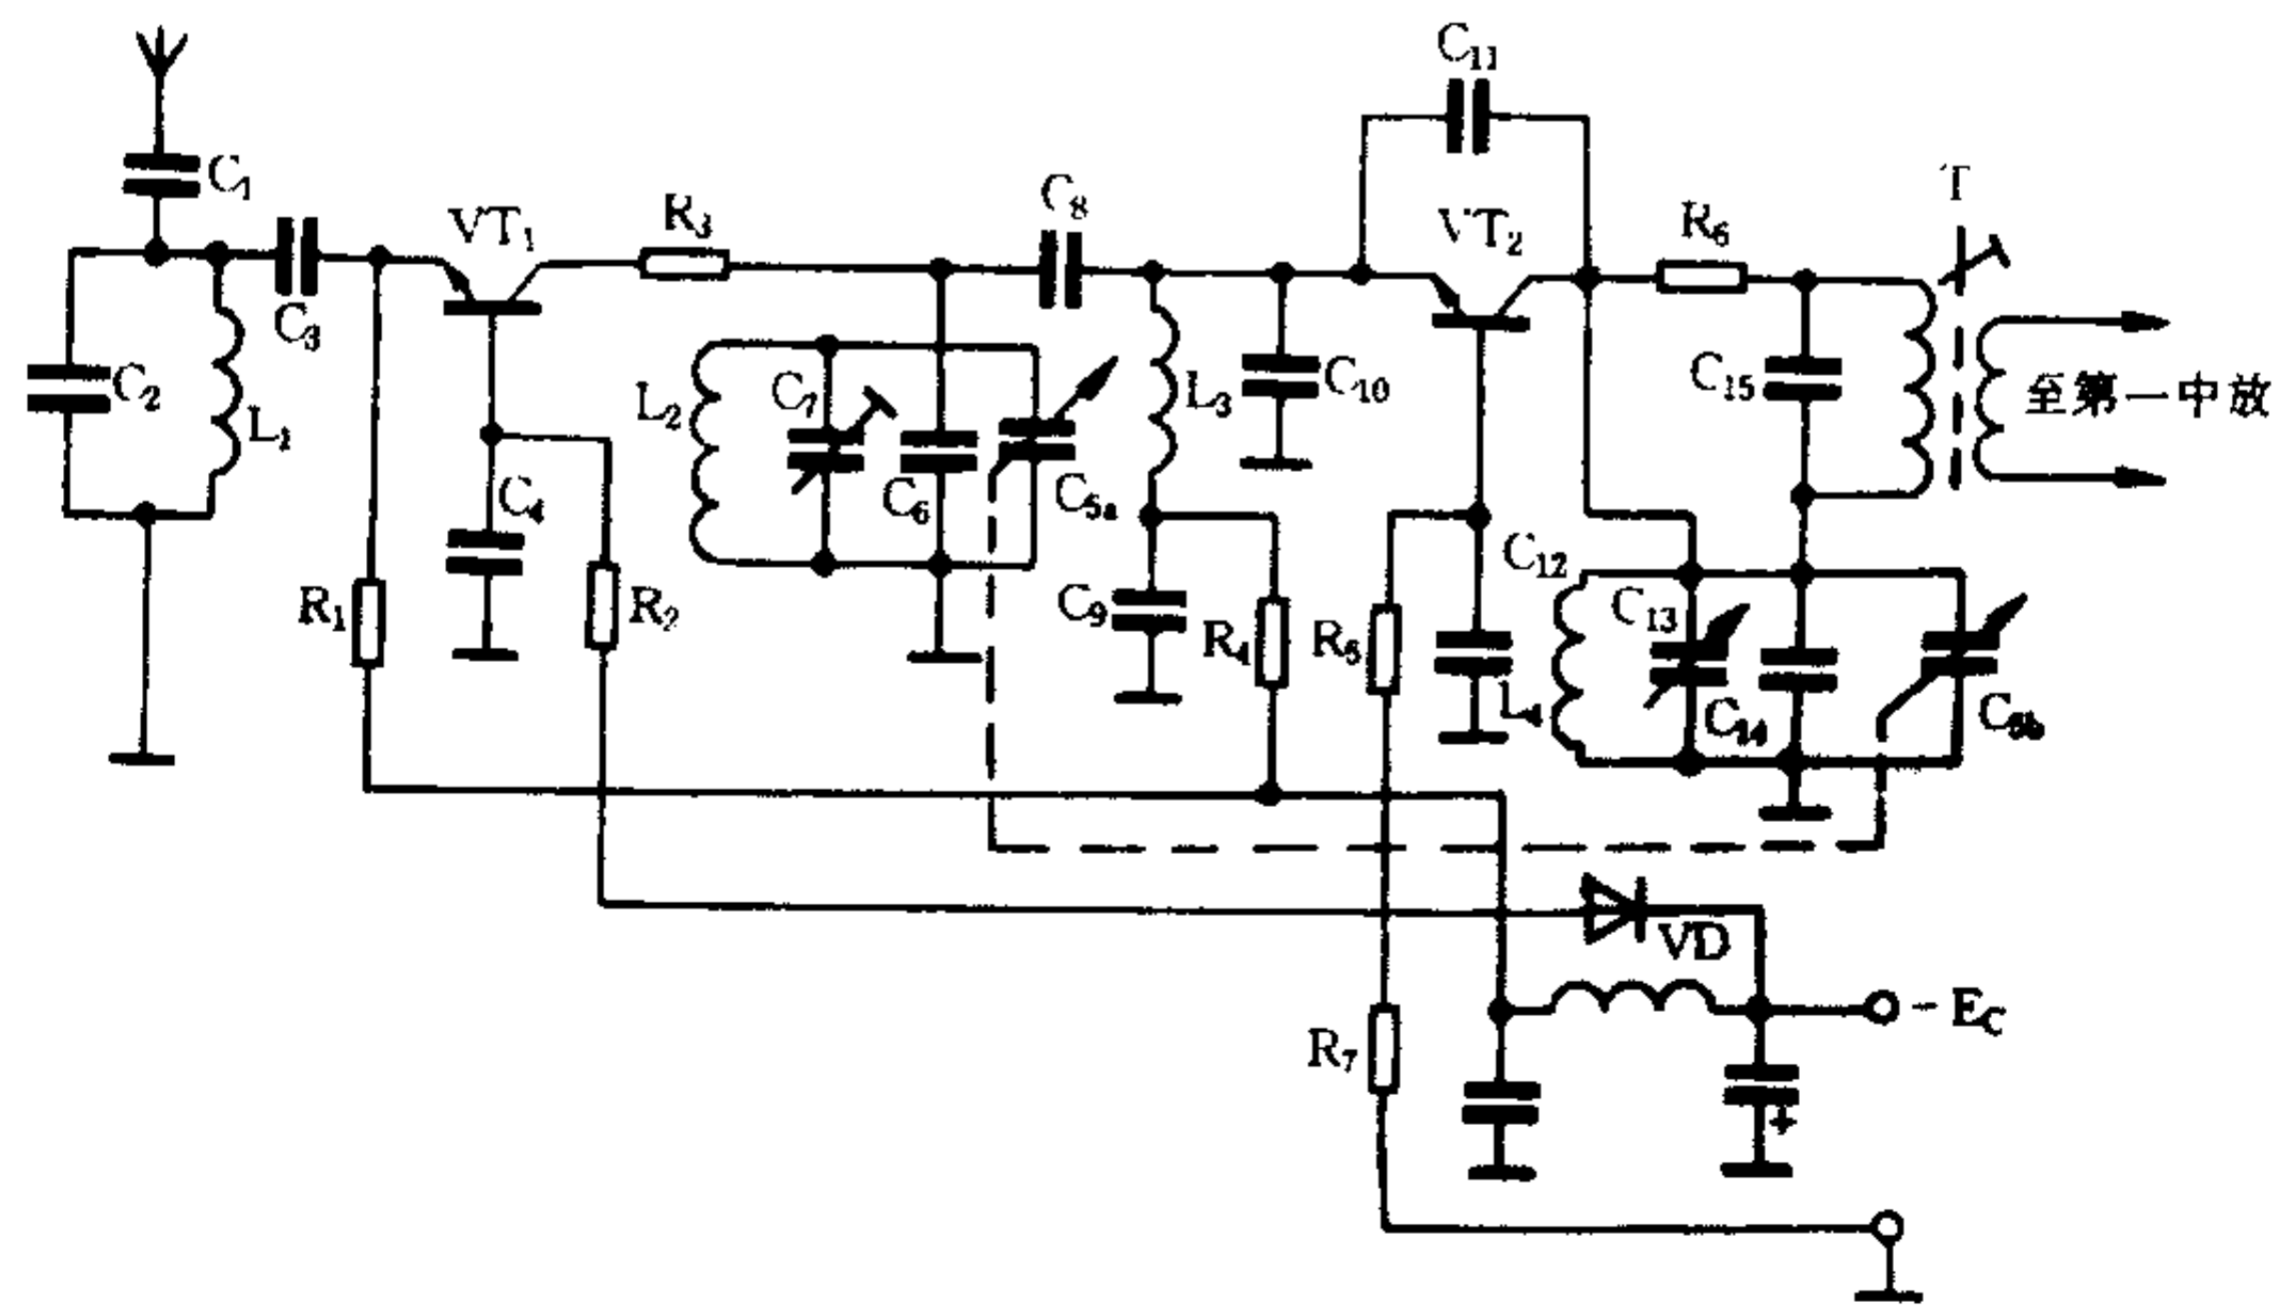 C₁₁
T
C₁
C₈
R₃
VT₁
VT₂
R₆
C₃
C₂
L₁
L₂
C₇
L₃
C₁₀
C₁₅
至第一中放
C₄
C₆
C₅ₐ
C₁₂
R₁
R₂
C₉
R₄
R₅
C₁₃
L₄
C₁₄
C₅b
VD
- E_C
R₇
+